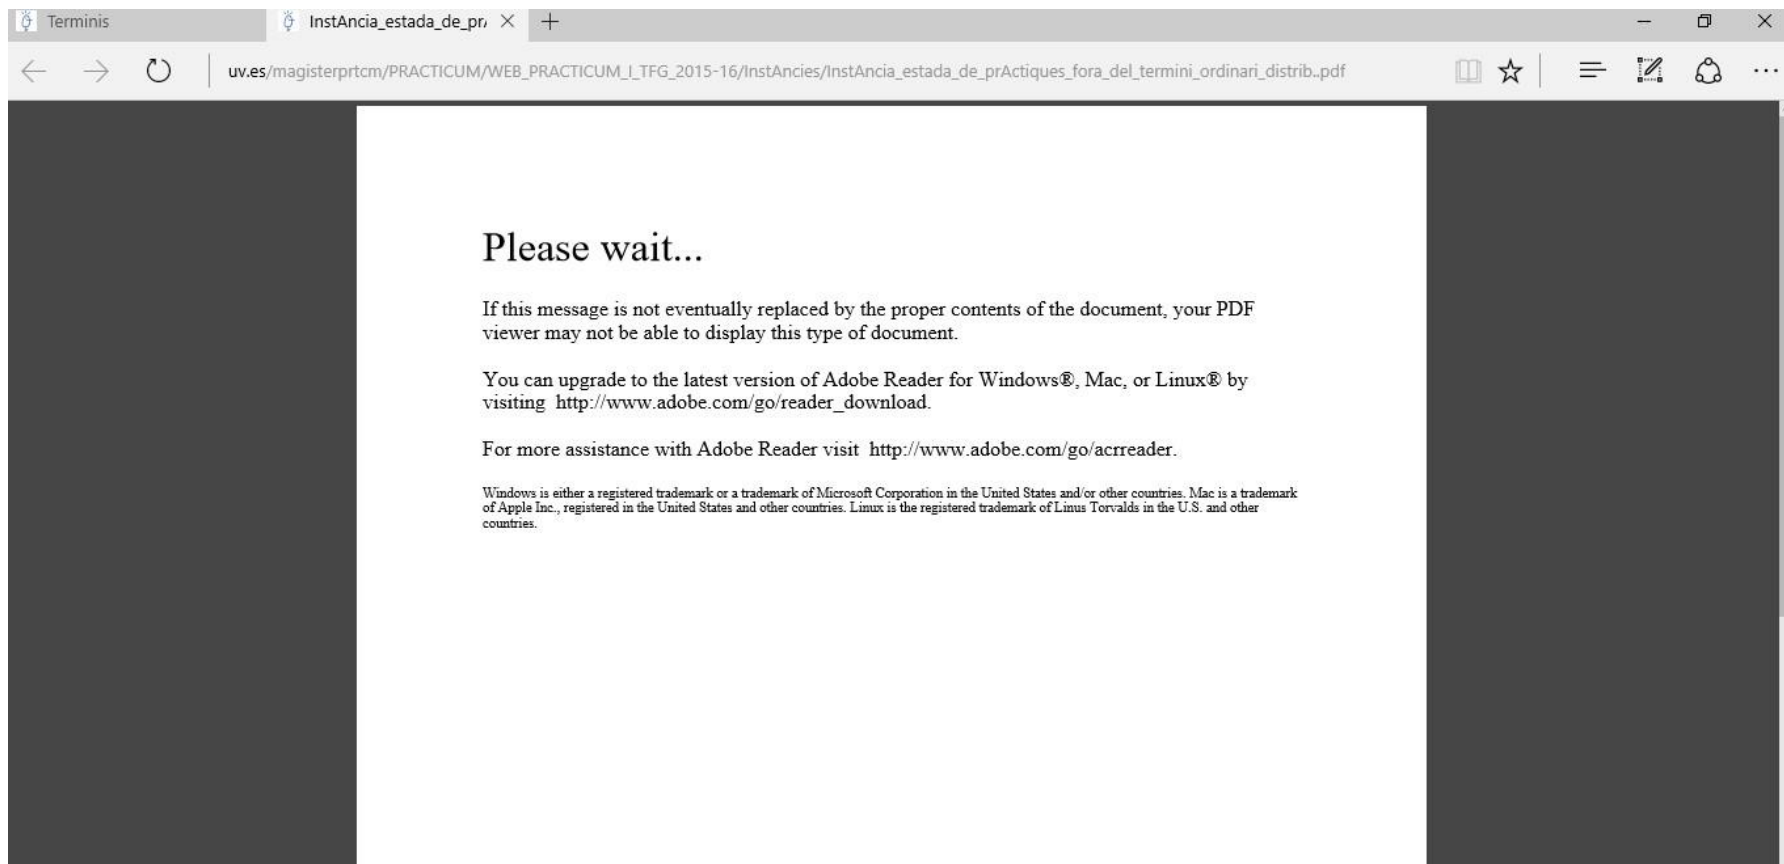 Terminis
InstAncia_estada_de_pr
uv.es/magisterprtcm/PRACTICUM/WEB_PRACTICUM_I_TFG_2015-16/InstAncies/InstAncia_estada_de_prActiques_fora_del_termini_ordinari_distrib..pdf
Please wait...
If this message is not eventually replaced by the proper contents of the document, your PDF
viewer may not be able to display this type of document.
You can upgrade to the latest version of Adobe Reader for Windows®, Mac, or Linux® by
visiting http://www.adobe.com/go/reader_download.
For more assistance with Adobe Reader visit http://www.adobe.com/go/acrreader.
Windows is either a registered trademark or a trademark of Microsoft Corporation in the United States and/or other countries. Mac is a trademark
of Apple Inc., registered in the United States and other countries. Linux is the registered trademark of Linus Torvalds in the U.S. and other
countries.